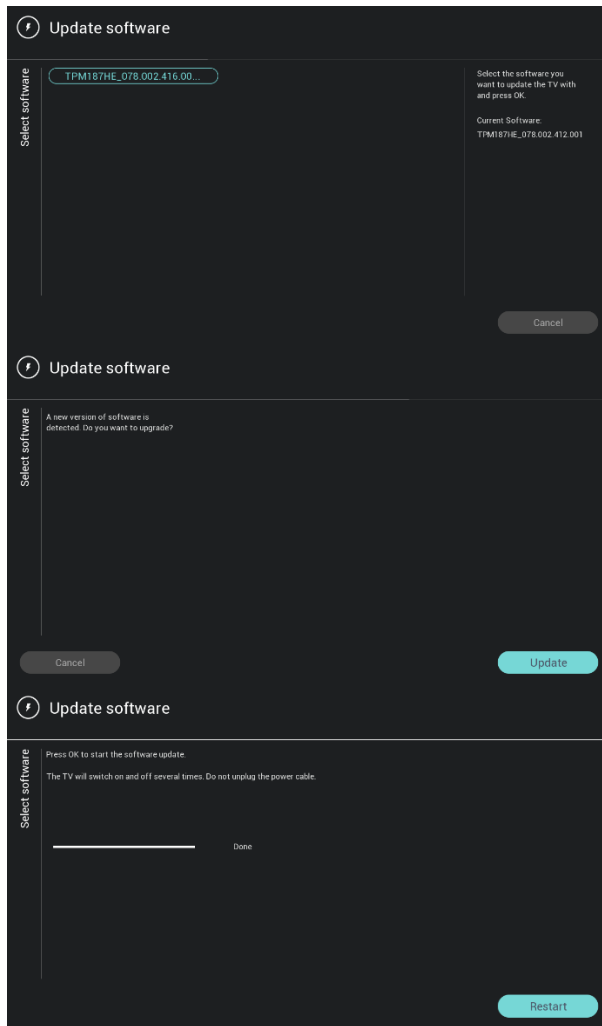 Update software
Select software
TPM187HE_078.002.416.00...
Select the software you
want to update the TV with
and press OK.
Current Software:
TPM187HE_078.002.412.001
Cancel
Update software
Select software
A new version of software is
detected. Do you want to upgrade?
Cancel
Update
Update software
Select software
Press OK to start the software update.
The TV will switch on and off several times. Do not unplug the power cable.
Done
Restart